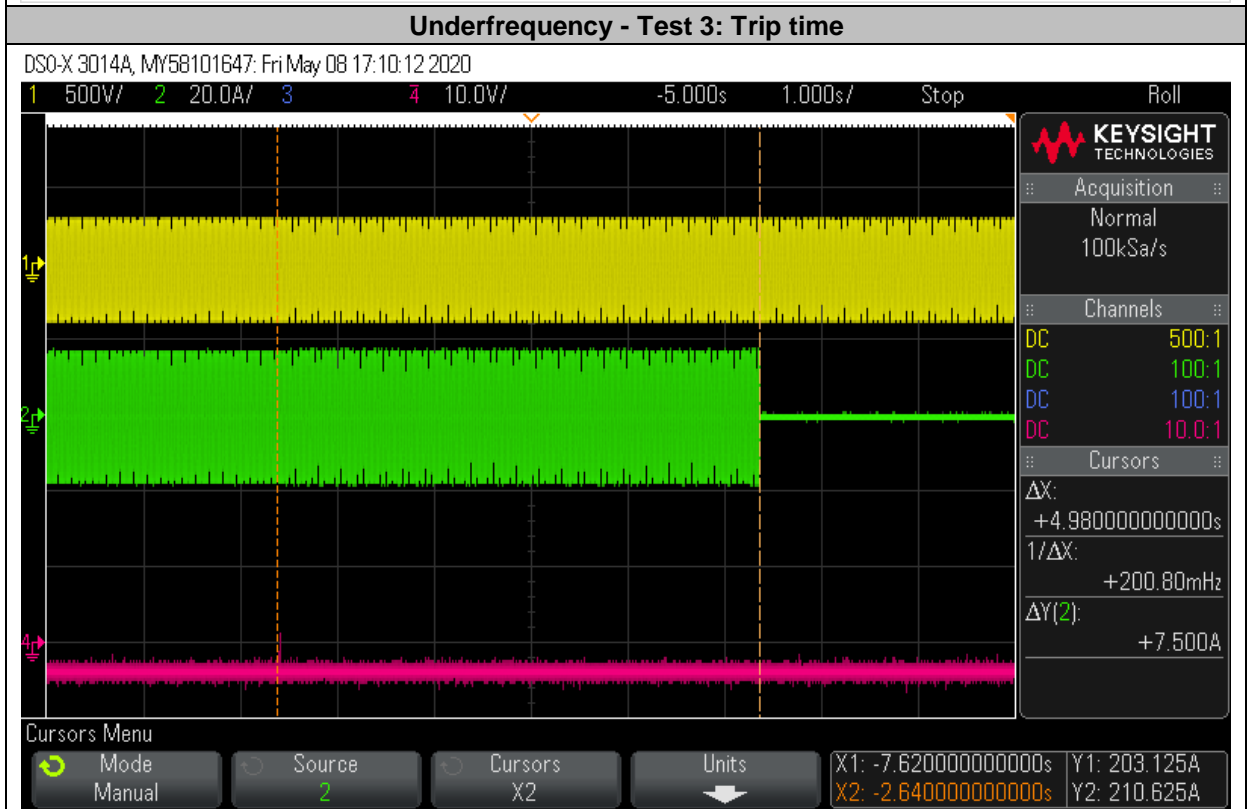 Underfrequency - Test 3: Trip time
DSO-X 3014A, MY58101647: Fri May 08 17:10:12 2020
1 500V/ 2 20.0A/ 3 4 10.0V/ -5.000s 1.000s/ Stop Roll
KEYSIGHT
TECHNOLOGIES
Acquisition
Normal
100kSa/s
Channels
DC 500:1
DC 100:1
DC 100:1
DC 10.0:1
Cursors
ΔX:
+4.980000000000s
1/ΔX:
+200.80mHz
ΔY(2):
+7.500A
1
2
4
Cursors Menu
Mode Source Cursors Units
Manual 2 X2
X1: -7.620000000000s Y1: 203.125A
X2: -2.640000000000s Y2: 210.625A